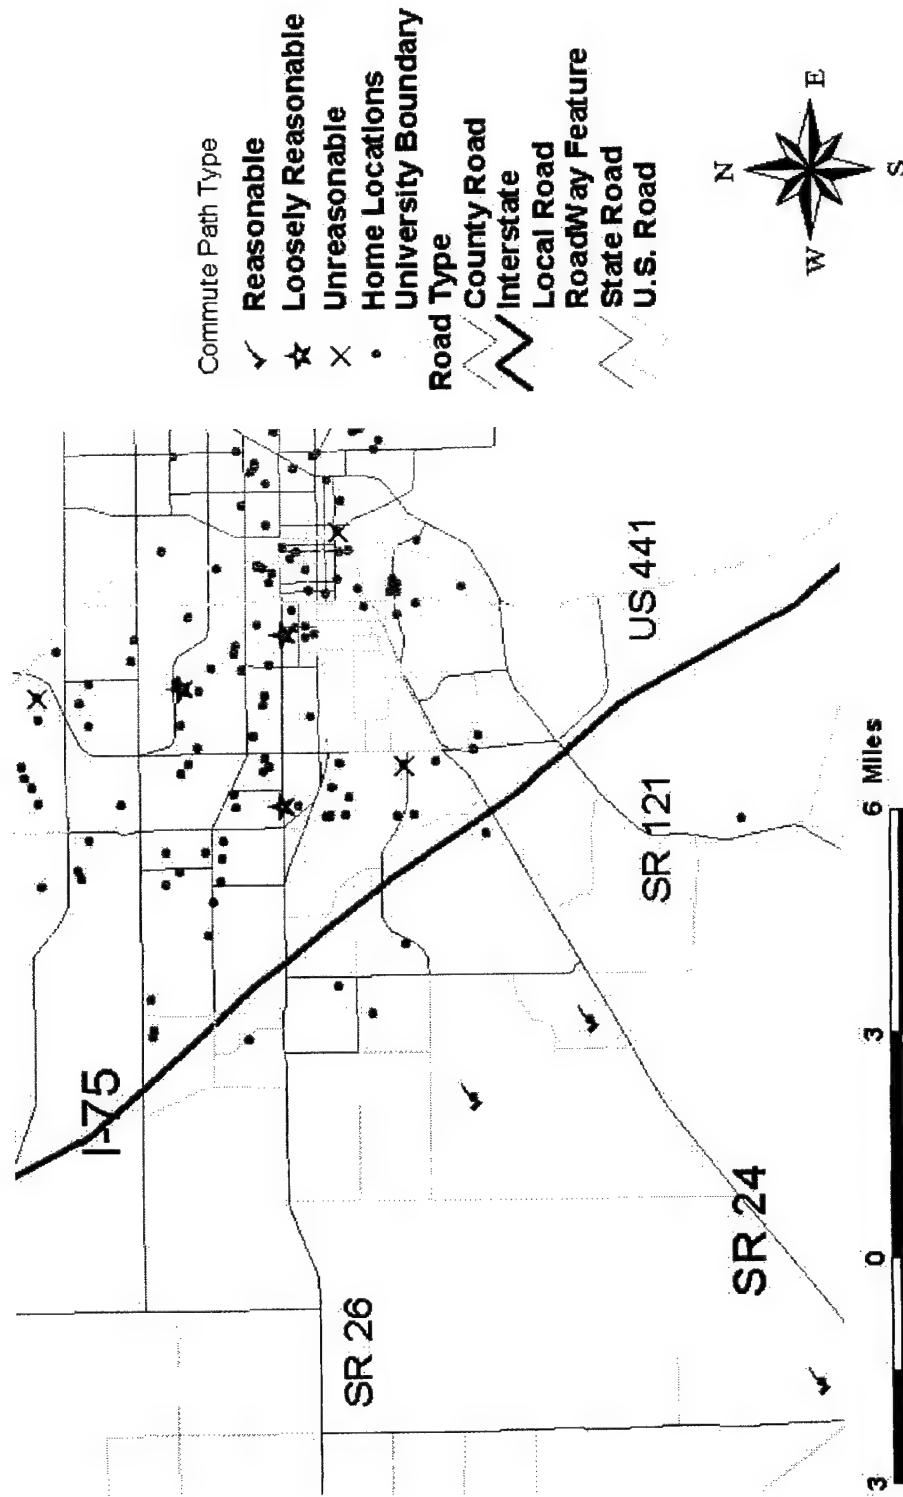 Commute Path Type
Reasonable
Loosely Reasonable
Unreasonable
Home Locations
University Boundary
Road Type
County Road
Interstate
Local Road
RoadWay Feature
State Road
U.S. Road
N
W
E
S
I-75
SR 26
SR 24
SR 121
US 441
3
0
3
6 Miles